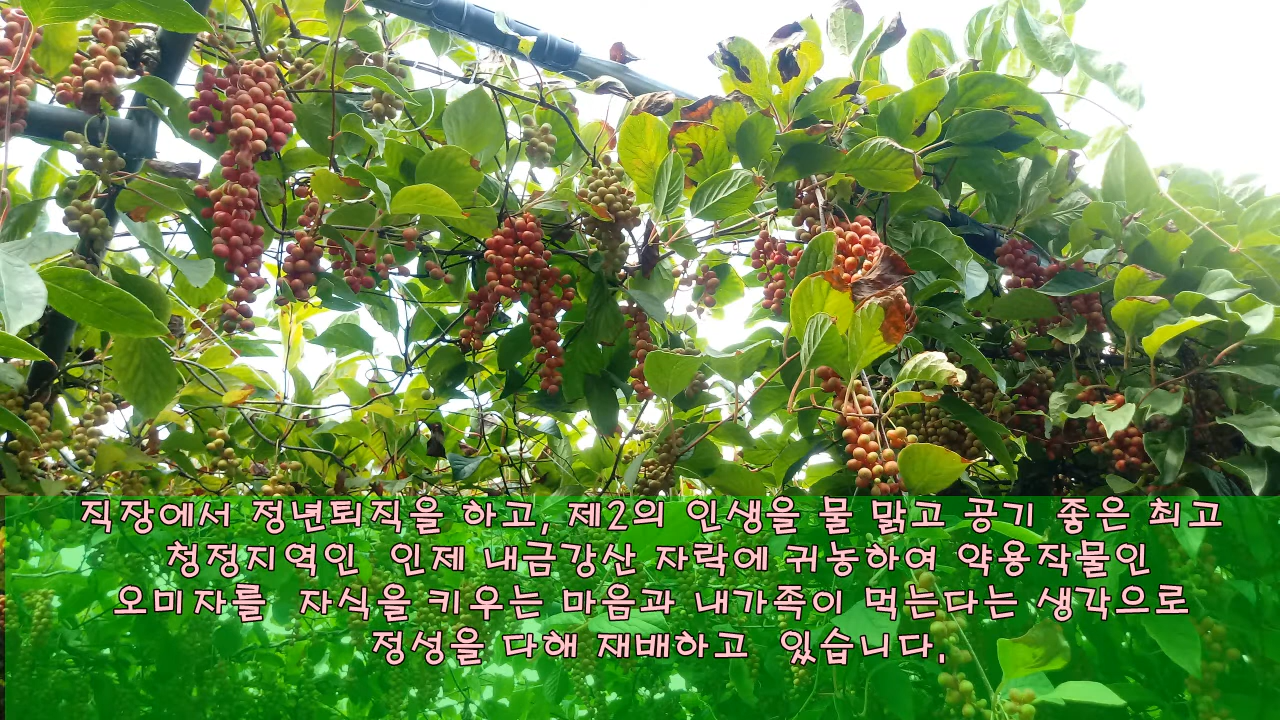 직장에서 정년퇴직을 하고, 제2의 인생을 물 맑고 공기 좋은 최고
청정지역인 인제 내금강산 자락에 귀농하여 약용작물인
오미자를 자식을 키우는 마음과 내가족이 먹는다는 생각으로
정성을 다해 재배하고 있습니다.